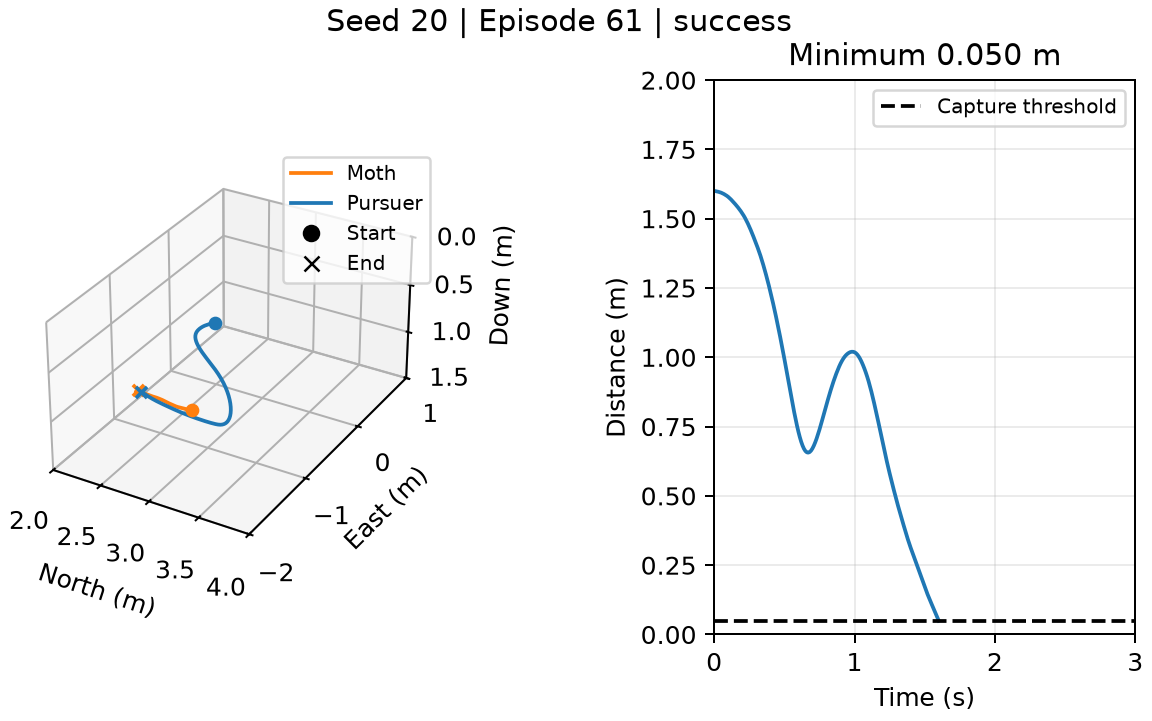 Seed 20 | Episode 61 | success
Moth
Pursuer
Start
End
0.0
0.5
1.0
1.5
Down (m)
1
0
−1
−2
East (m)
2.0
2.5
3.0
3.5
4.0
North (m)
Minimum 0.050 m
Capture threshold
2.00
1.75
1.50
1.25
1.00
0.75
0.50
0.25
0.00
Distance (m)
0
1
2
3
Time (s)